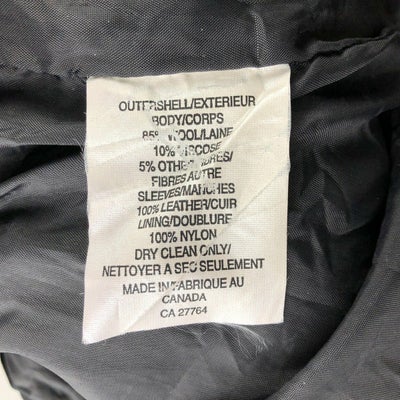 OUTERSHELL/EXTERIEUR
BODY/CORPS
85% WOOL/LAINE
10% VISCOSE
5% OTHER FIBRES/
FIBRES AUTRE
SLEEVES/MANCHES
100% LEATHER/CUIR
LINING/DOUBLURE
100% NYLON
DRY CLEAN ONLY/
NETTOYER A SEC SEULEMENT
MADE IN/FABRIQUE AU
CANADA
CA 27764